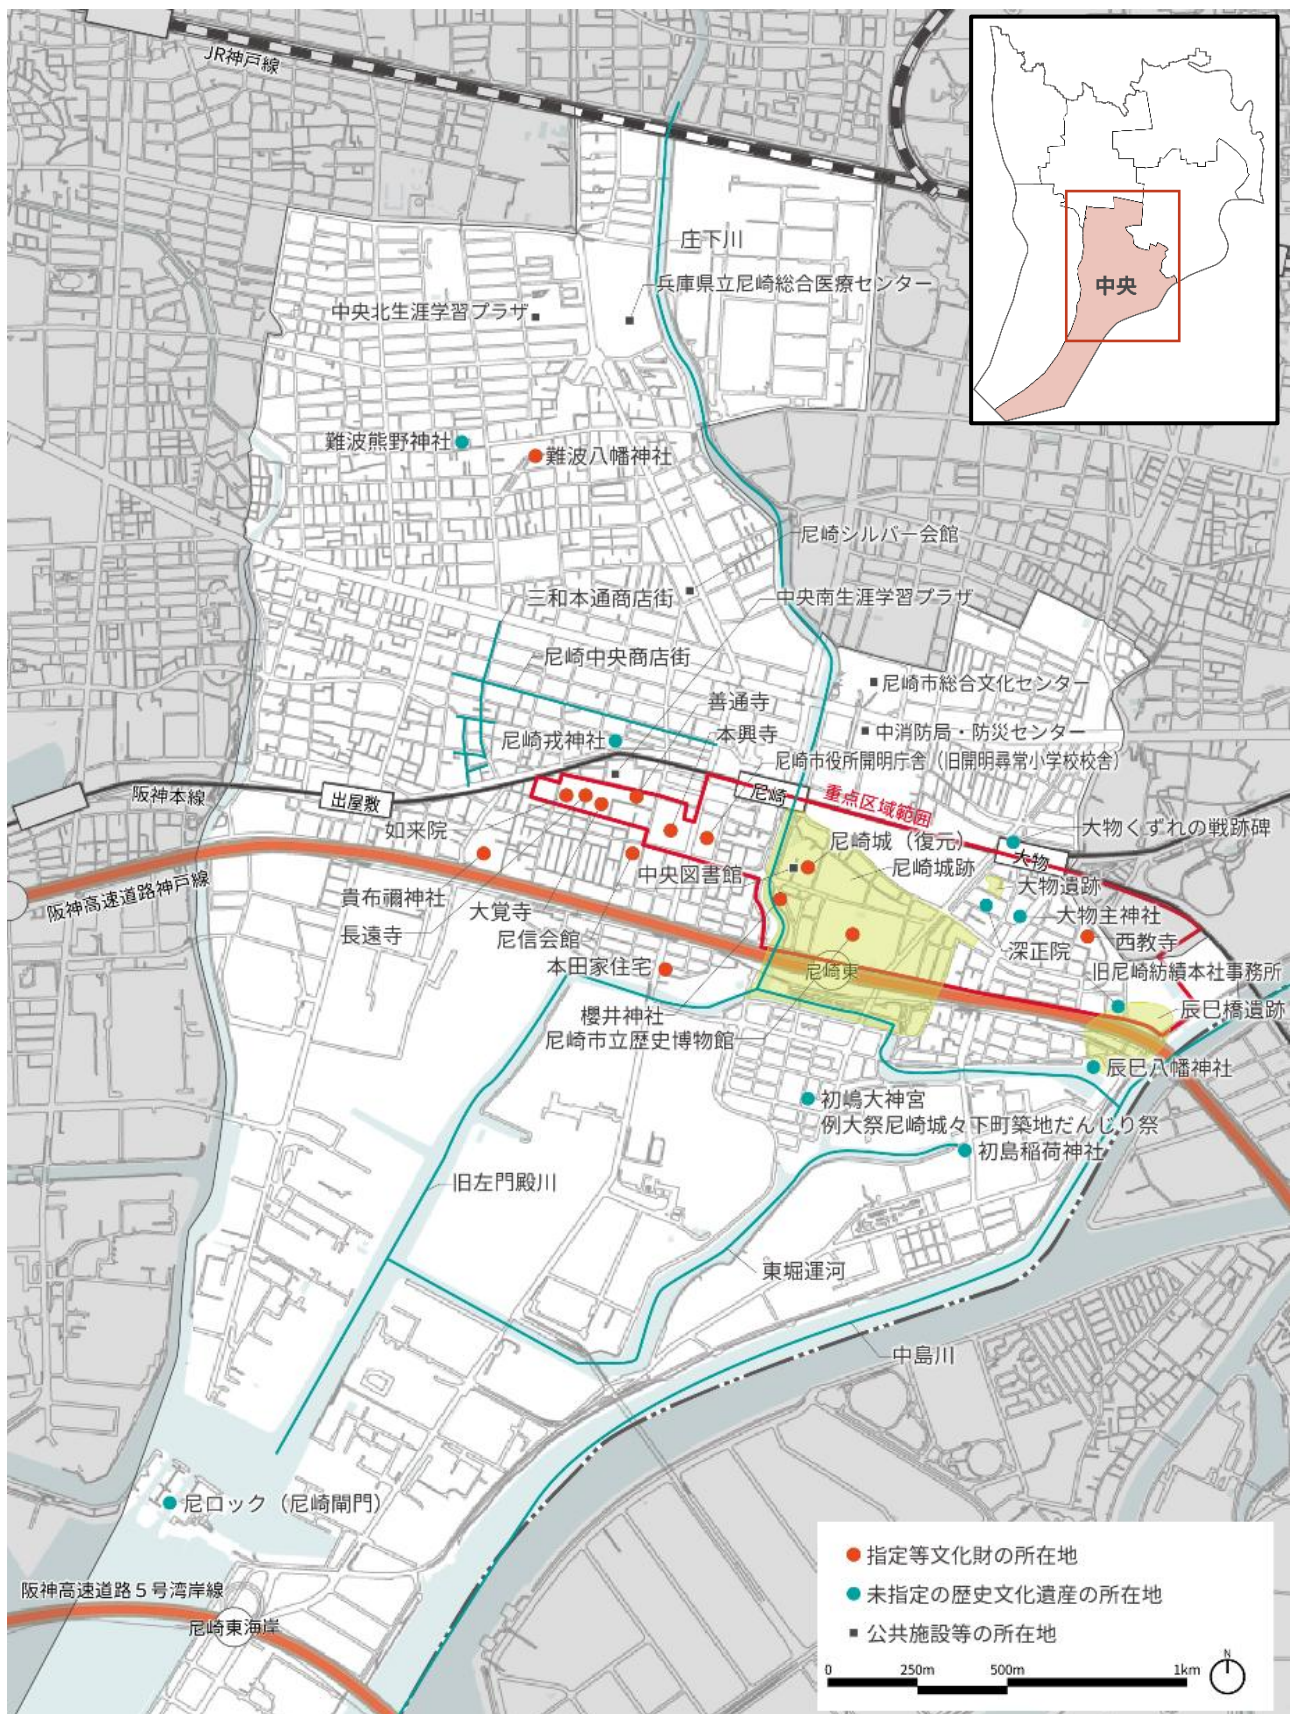 JR神戸線
中央
庄下川
兵庫県立尼崎総合医療センター
中央北生涯学習プラザ
難波熊野神社
難波八幡神社
尼崎シルバー会館
三和本通商店街
中央南生涯学習プラザ
尼崎中央商店街
尼崎市総合文化センター
善通寺
本興寺
中消防局・防災センター
尼崎戎神社
尼崎市役所開明庁舎（旧開明尋常小学校校舎）
阪神本線
出屋敷
尼崎
重点区域範囲
如来院
尼崎城（復元）
大物くずれの戦跡碑
大物
中央図書館
尼崎城跡
大物遺跡
阪神高速道路神戸線
貴布禰神社
大覚寺
大物主神社
長遠寺
尼信会館
深正院
西教寺
本田家住宅
尼崎東
旧尼崎紡績本社事務所
櫻井神社
辰巳橋遺跡
尼崎市立歴史博物館
辰巳八幡神社
初嶋大神宮
例大祭尼崎城々下町築地だんじり祭
初島稲荷神社
旧左門殿川
東堀運河
中島川
尼ロック（尼崎閘門）
阪神高速道路５号湾岸線
尼崎東海岸
指定等文化財の所在地
未指定の歴史文化遺産の所在地
公共施設等の所在地
0 250m 500m 1km
N